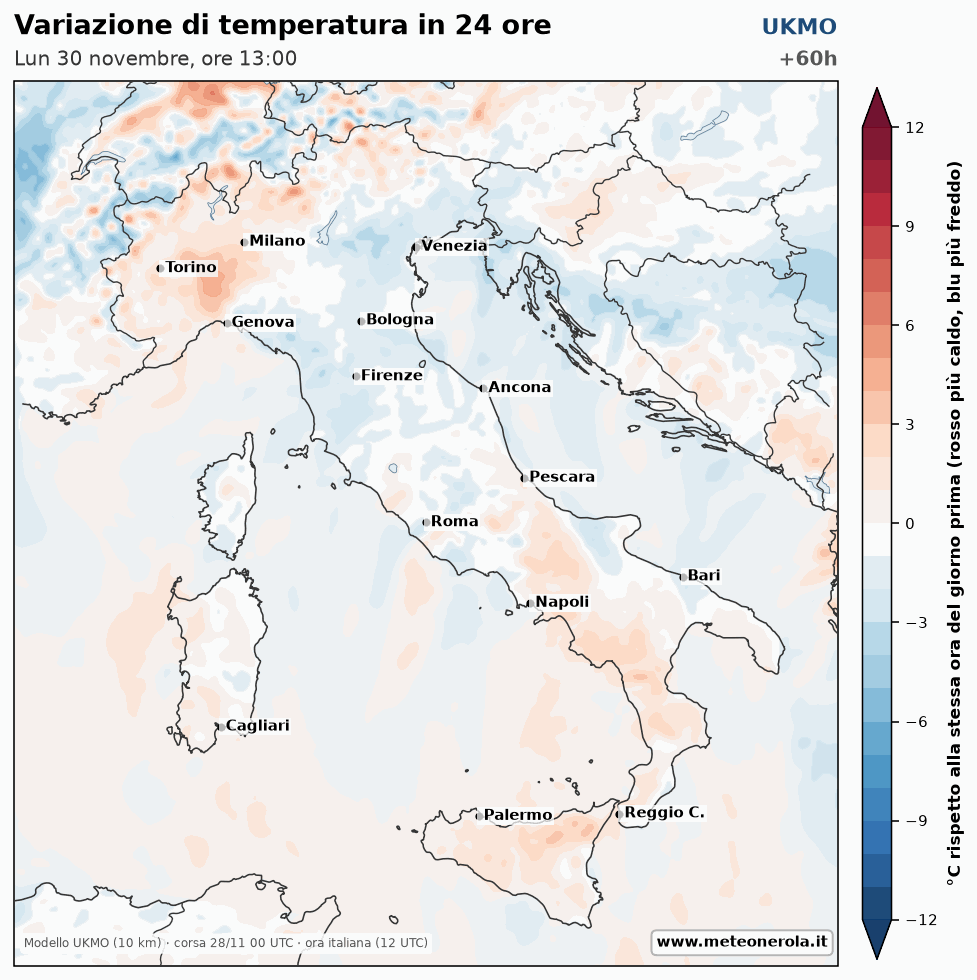 Variazione di temperatura in 24 ore
UKMO
Lun 30 novembre, ore 13:00
+60h
Milano
Venezia
Torino
Genova
Bologna
Firenze
Ancona
Pescara
Roma
Bari
Napoli
Cagliari
Palermo
Reggio C.
12
9
6
3
0
−3
−6
−9
−12
°C rispetto alla stessa ora del giorno prima (rosso più caldo, blu più freddo)
Modello UKMO (10 km) · corsa 28/11 00 UTC · ora italiana (12 UTC)
www.meteonerola.it